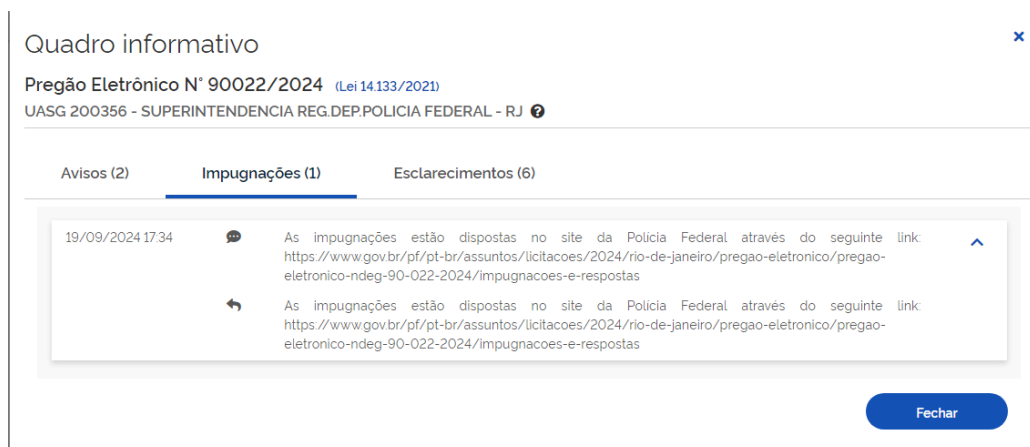 Quadro informativo
×
Pregão Eletrônico N° 90022/2024 (Lei 14.133/2021)
UASG 200356 - SUPERINTENDENCIA REG.DEP.POLICIA FEDERAL - RJ ?
Avisos (2) Impugnações (1) Esclarecimentos (6)
19/09/2024 17:34 As impugnações estão dispostas no site da Polícia Federal através do seguinte link:
https://www.gov.br/pf/pt-br/assuntos/licitacoes/2024/rio-de-janeiro/pregao-eletronico/pregao-
eletronico-ndeg-90-022-2024/impugnacoes-e-respostas
As impugnações estão dispostas no site da Polícia Federal através do seguinte link:
https://www.gov.br/pf/pt-br/assuntos/licitacoes/2024/rio-de-janeiro/pregao-eletronico/pregao-
eletronico-ndeg-90-022-2024/impugnacoes-e-respostas
Fechar